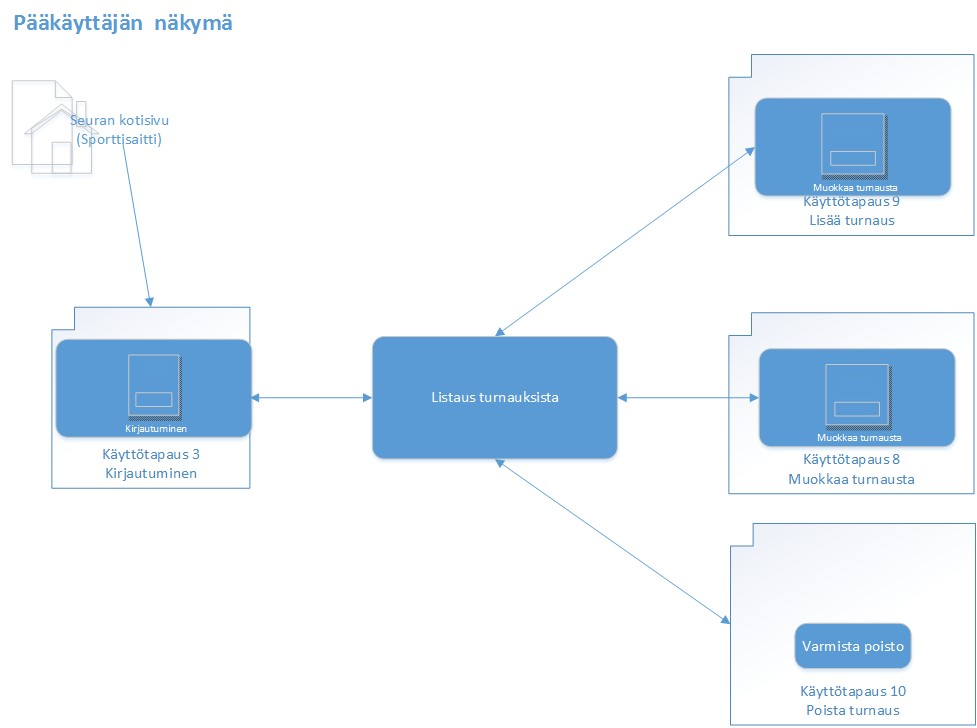 Pääkäyttäjän näkymä
Seuran kotisivu
(Sporttisaitti)
Muokkaa turnausta
Käyttötapaus 9
Lisää turnaus
Kirjautuminen
Käyttötapaus 3
Kirjautuminen
Listaus turnauksista
Muokkaa turnausta
Käyttötapaus 8
Muokkaa turnausta
Varmista poisto
Käyttötapaus 10
Poista turnaus